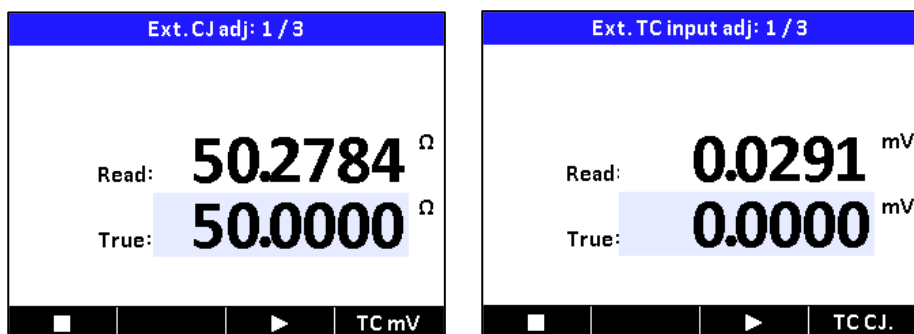 Ext. CJ adj: 1 / 3
Read: 50.2784 Ω
True: 50.0000 Ω
TC mV
Ext. TC input adj: 1 / 3
Read: 0.0291 mV
True: 0.0000 mV
TC CJ.